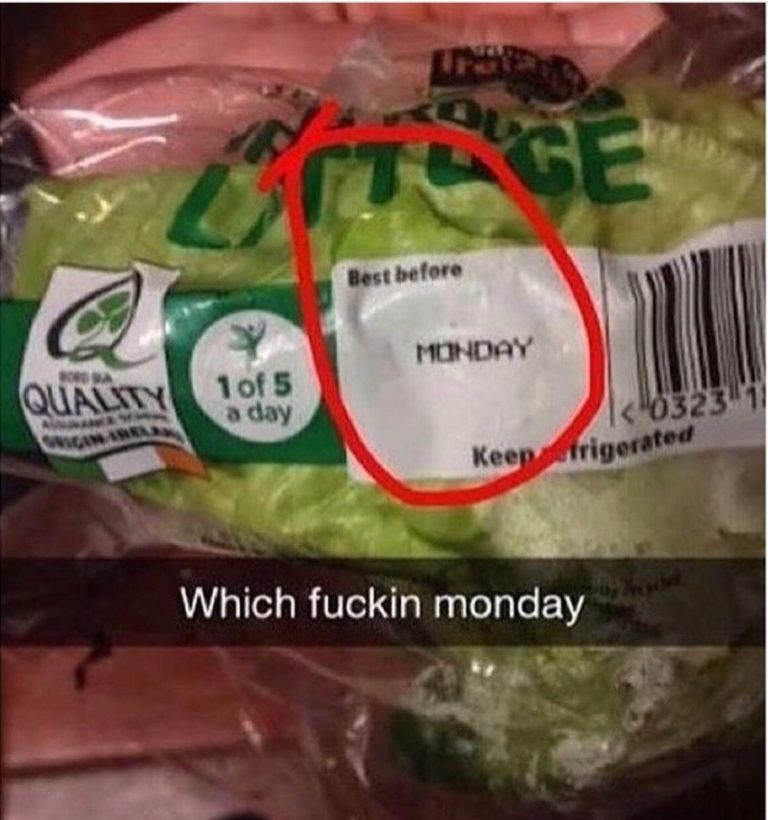 LETTUCE
Best before
MONDAY
QUALITY
1 of 5
a day
0323
Keep refrigerated
Which fuckin monday